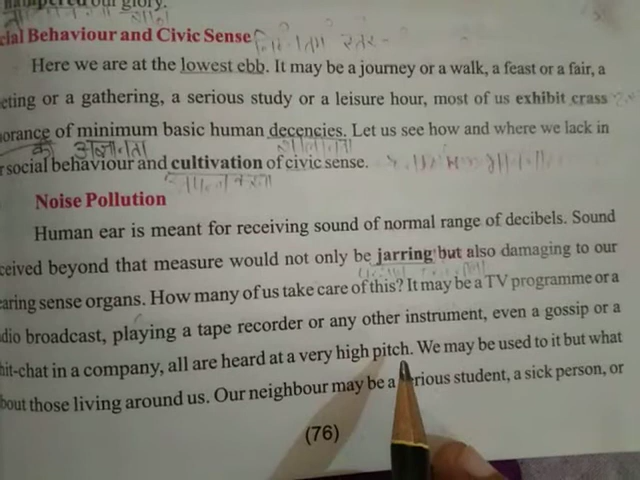 hampered our glory.
cial Behaviour and Civic Sense
Here we are at the lowest ebb. It may be a journey or a walk, a feast or a fair, a
eting or a gathering, a serious study or a leisure hour, most of us exhibit crass
norance of minimum basic human decencies. Let us see how and where we lack in
की अज्ञानता शालीनता
r social behaviour and cultivation of civic sense.
Noise Pollution
Human ear is meant for receiving sound of normal range of decibels. Sound
ceived beyond that measure would not only be jarring but also damaging to our
earing sense organs. How many of us take care of this? It may be a TV programme or a
dio broadcast, playing a tape recorder or any other instrument, even a gossip or a
hit-chat in a company, all are heard at a very high pitch. We may be used to it but what
bout those living around us. Our neighbour may be a serious student, a sick person, or
(76)